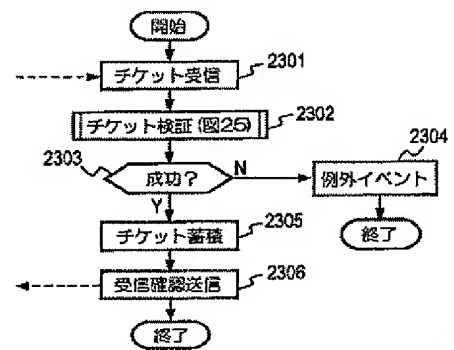 開始
チケット受信
2301
チケット検証(図25)
2302
2303
成功?
N
2304
例外イベント
Y
終了
チケット蓄積
2305
受信確認送信
2306
終了